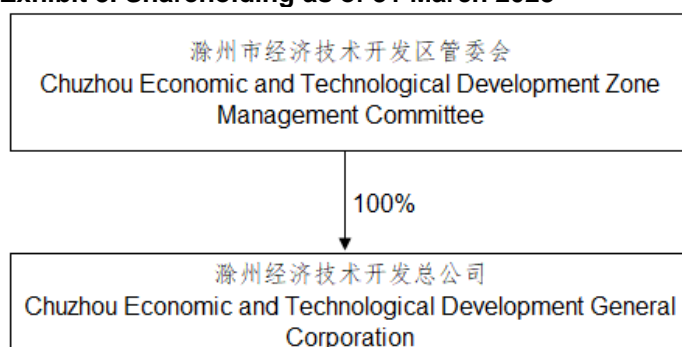 Exhibit 3. Shareholding as of 31 March 2023
滁州市经济技术开发区管委会
Chuzhou Economic and Technological Development Zone
Management Committee
100%
滁州经济技术开发总公司
Chuzhou Economic and Technological Development General
Corporation